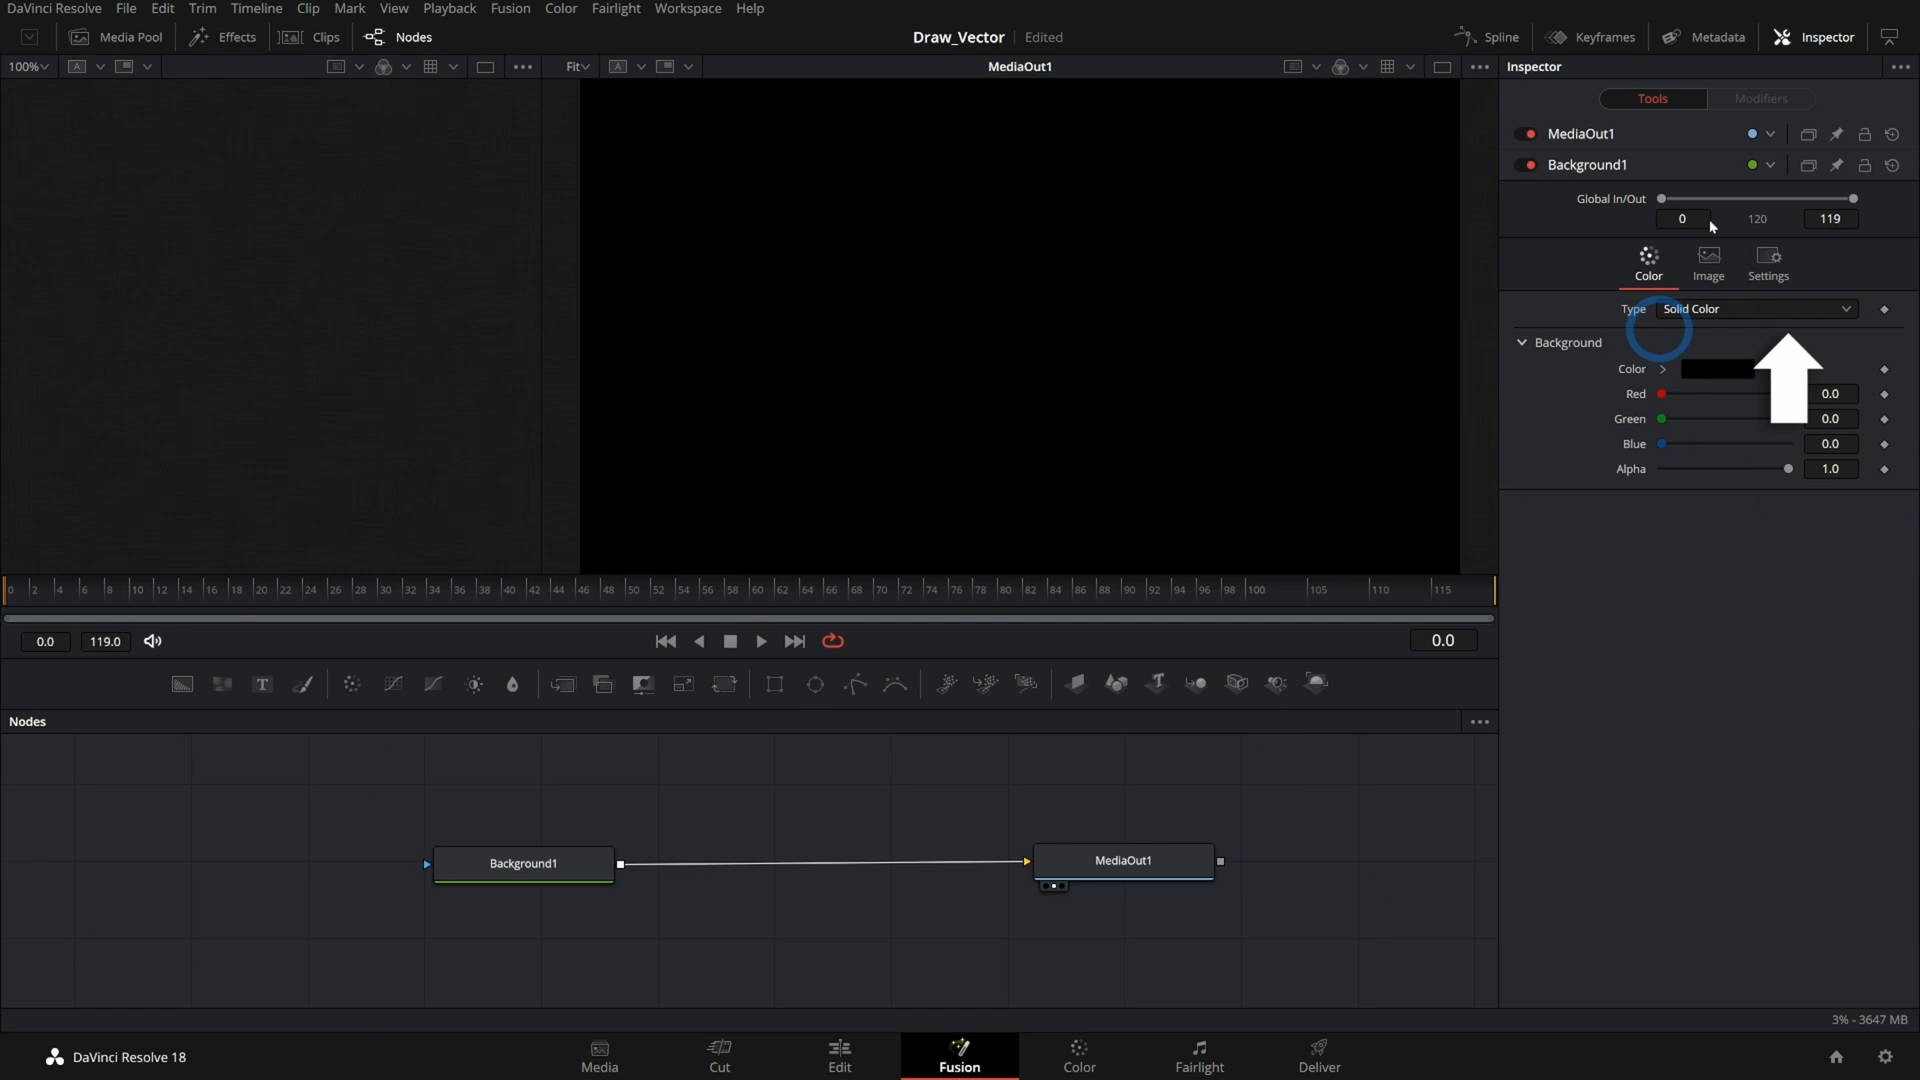 DaVinci Resolve File Edit Trim Timeline Clip Mark View Playback Fusion Color Fairlight Workspace Help
Media Pool Effects Clips Nodes Draw_Vector Edited Spline Keyframes Metadata Inspector
100% A Fit A MediaOut1 Inspector
Tools Modifiers
MediaOut1
Background1
Global In/Out
0 120 119
Color Image Settings
Type Solid Color
Background
Color
Red 0.0
Green 0.0
Blue 0.0
Alpha 1.0
0 2 4 6 8 10 12 14 16 18 20 22 24 26 28 30 32 34 36 38 40 42 44 46 48 50 52 54 56 58 60 62 64 66 68 70 72 74 76 78 80 82 84 86 88 90 92 94 96 98 100 105 110 115
0.0 119.0 0.0
T
Nodes
Background1 MediaOut1
3% - 3647 MB
DaVinci Resolve 18 Media Cut Edit Fusion Color Fairlight Deliver